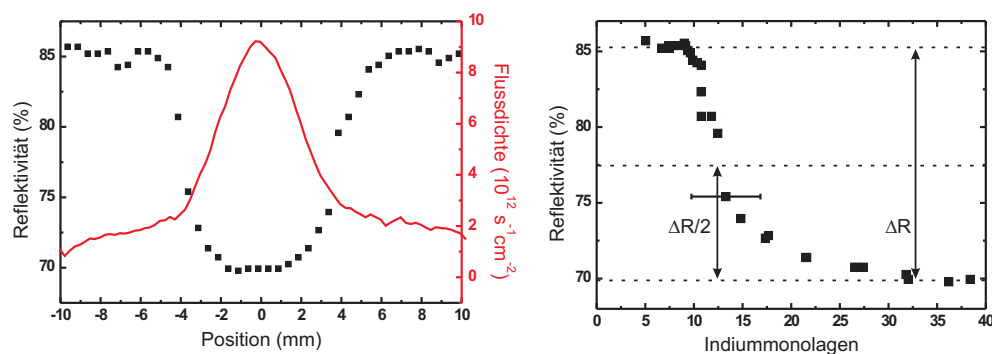 Reflektivität (%)
85
80
75
70
-10 -8 -6 -4 -2 0 2 4 6 8 10
Position (mm)
10
8
6
4
2
0
Flussdichte (10¹² s⁻¹cm⁻²)
Reflektivität (%)
85
80
75
70
ΔR/2
ΔR
0 5 10 15 20 25 30 35 40
Indiummonolagen